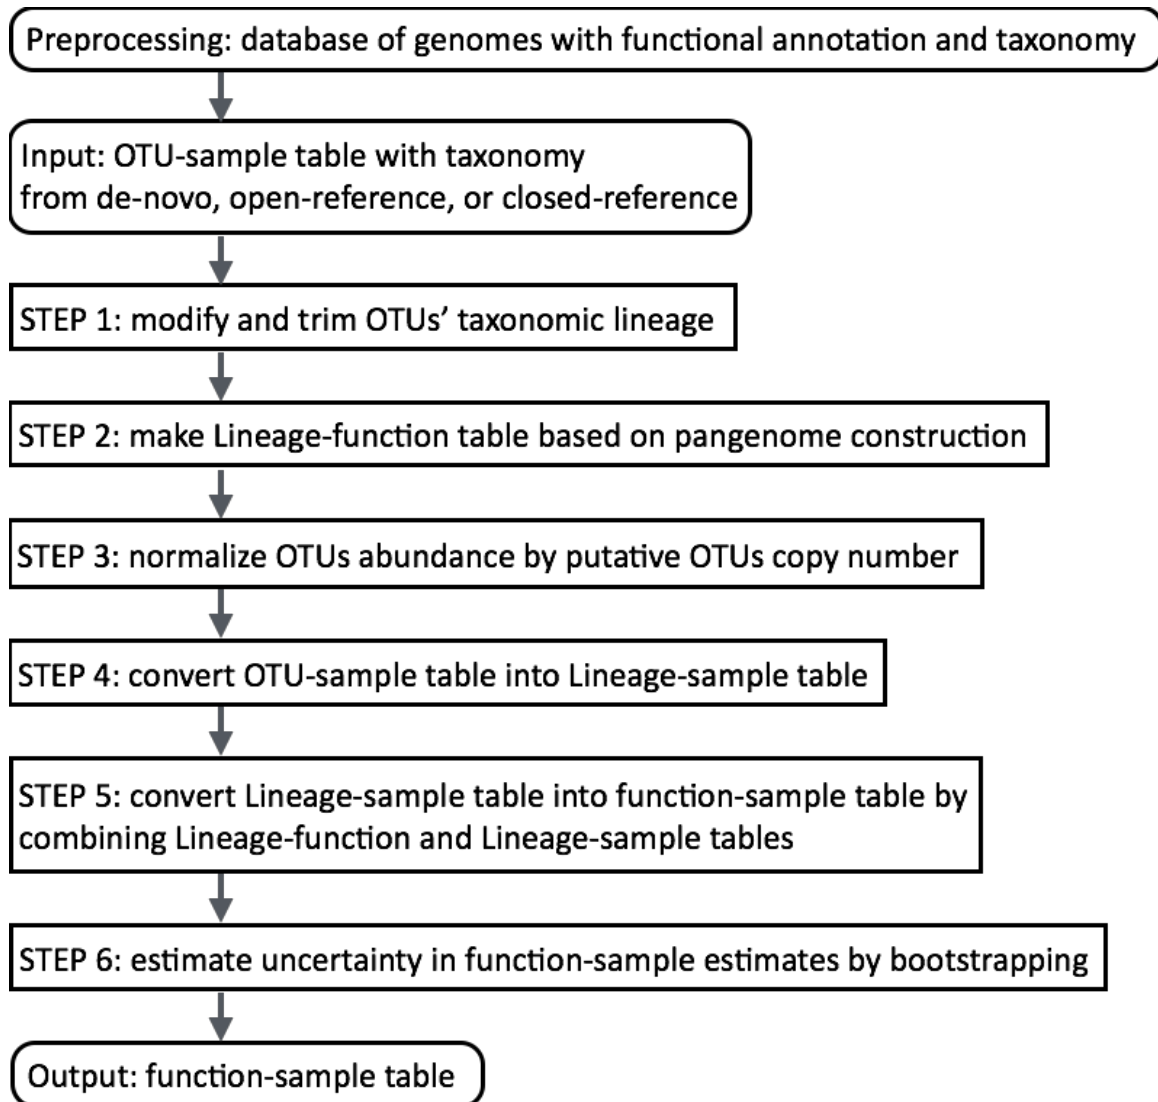 Preprocessing: database of genomes with functional annotation and taxonomy
Input: OTU-sample table with taxonomy
from de-novo, open-reference, or closed-reference
STEP 1: modify and trim OTUs’ taxonomic lineage
STEP 2: make Lineage-function table based on pangenome construction
STEP 3: normalize OTUs abundance by putative OTUs copy number
STEP 4: convert OTU-sample table into Lineage-sample table
STEP 5: convert Lineage-sample table into function-sample table by
combining Lineage-function and Lineage-sample tables
STEP 6: estimate uncertainty in function-sample estimates by bootstrapping
Output: function-sample table